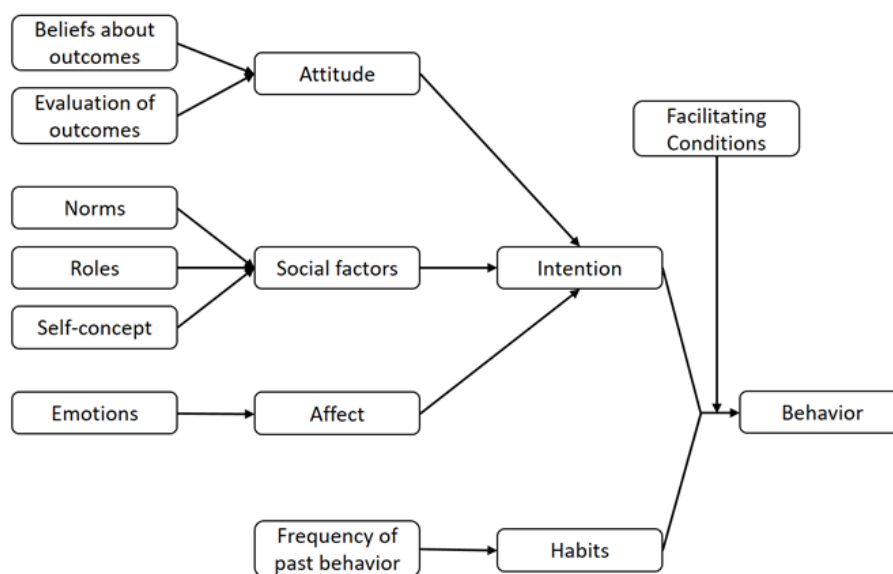 Beliefs about
outcomes
Evaluation of
outcomes
Attitude
Facilitating
Conditions
Norms
Roles
Self-concept
Social factors
Intention
Emotions
Affect
Behavior
Frequency of
past behavior
Habits